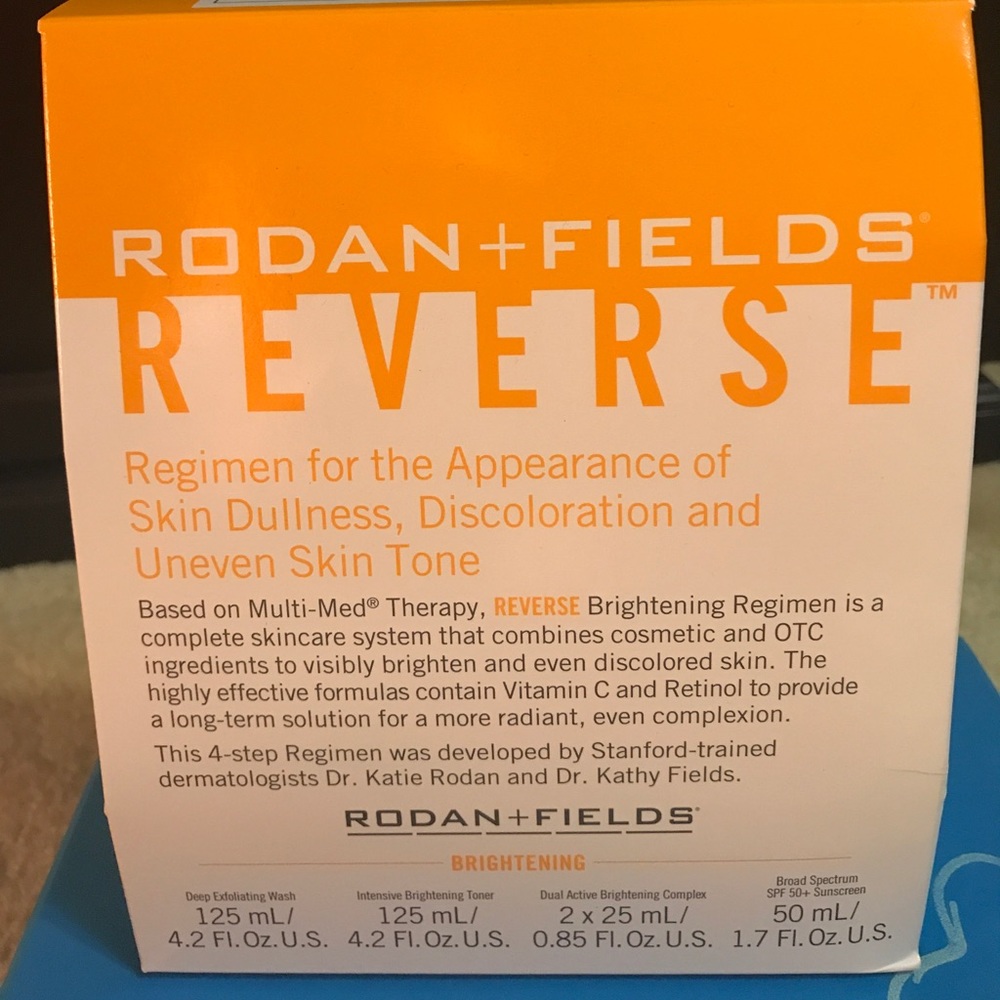 RODAN+FIELDS®
REVERSE™
Regimen for the Appearance of
Skin Dullness, Discoloration and
Uneven Skin Tone
Based on Multi-Med® Therapy, REVERSE Brightening Regimen is a
complete skincare system that combines cosmetic and OTC
ingredients to visibly brighten and even discolored skin. The
highly effective formulas contain Vitamin C and Retinol to provide
a long-term solution for a more radiant, even complexion.
This 4-step Regimen was developed by Stanford-trained
dermatologists Dr. Katie Rodan and Dr. Kathy Fields.
RODAN+FIELDS®
BRIGHTENING
Deep Exfoliating Wash
125 mL/
4.2 Fl.Oz.U.S.
Intensive Brightening Toner
125 mL/
4.2 Fl.Oz.U.S.
Dual Active Brightening Complex
2 x 25 mL/
0.85 Fl.Oz.U.S.
Broad Spectrum
SPF 50+ Sunscreen
50 mL/
1.7 Fl.Oz.U.S.